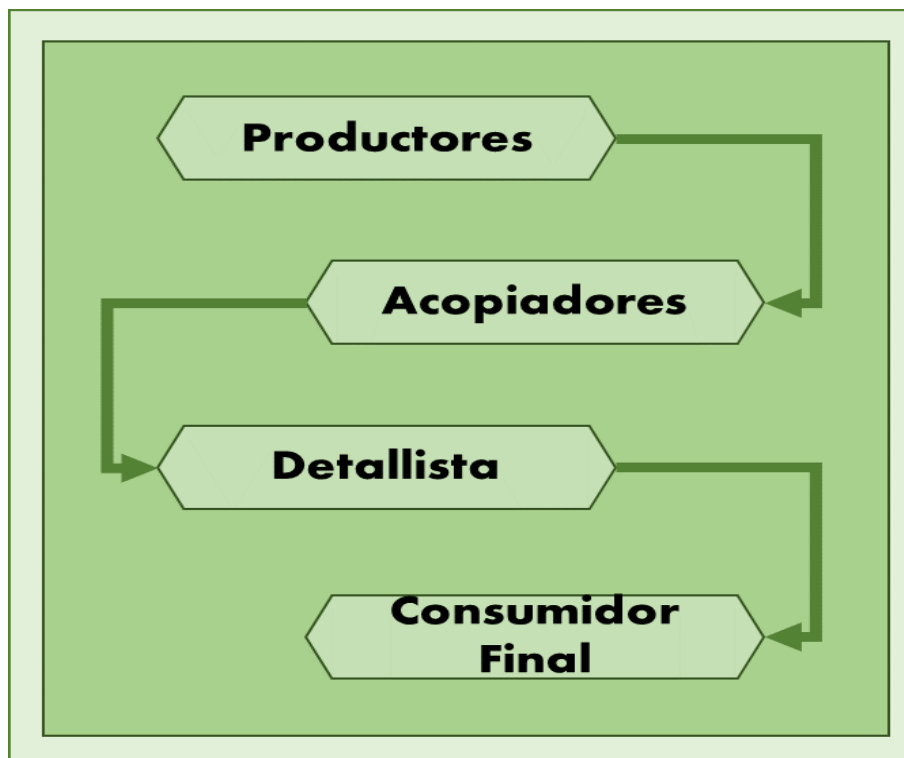 Productores
Acopiadores
Detallista
Consumidor
Final